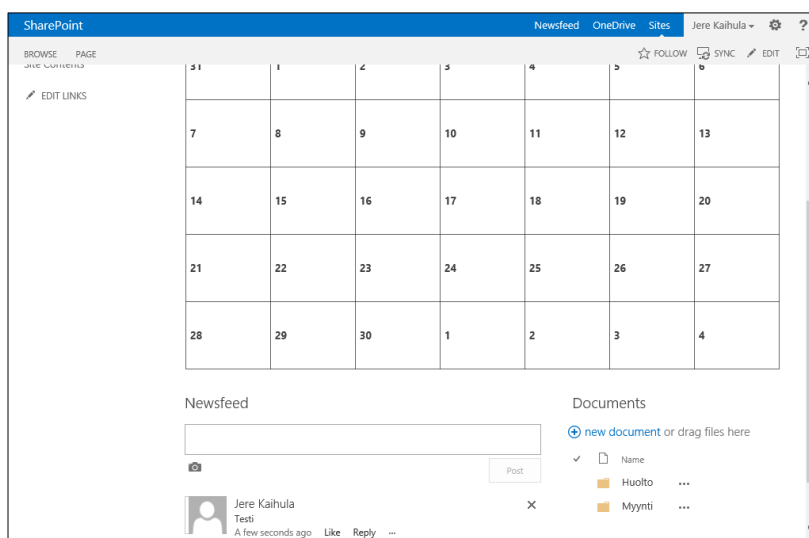 SharePoint Newsfeed OneDrive Sites Jere Kaihula ?
BROWSE PAGE FOLLOW SYNC EDIT
Site Contents
31 1 2 3 4 5 6
EDIT LINKS
7 8 9 10 11 12 13
14 15 16 17 18 19 20
21 22 23 24 25 26 27
28 29 30 1 2 3 4
Newsfeed
Post
Jere Kaihula
Testi
A few seconds ago Like Reply ...
Documents
new document or drag files here
Name
Huolto ...
Myynti ...